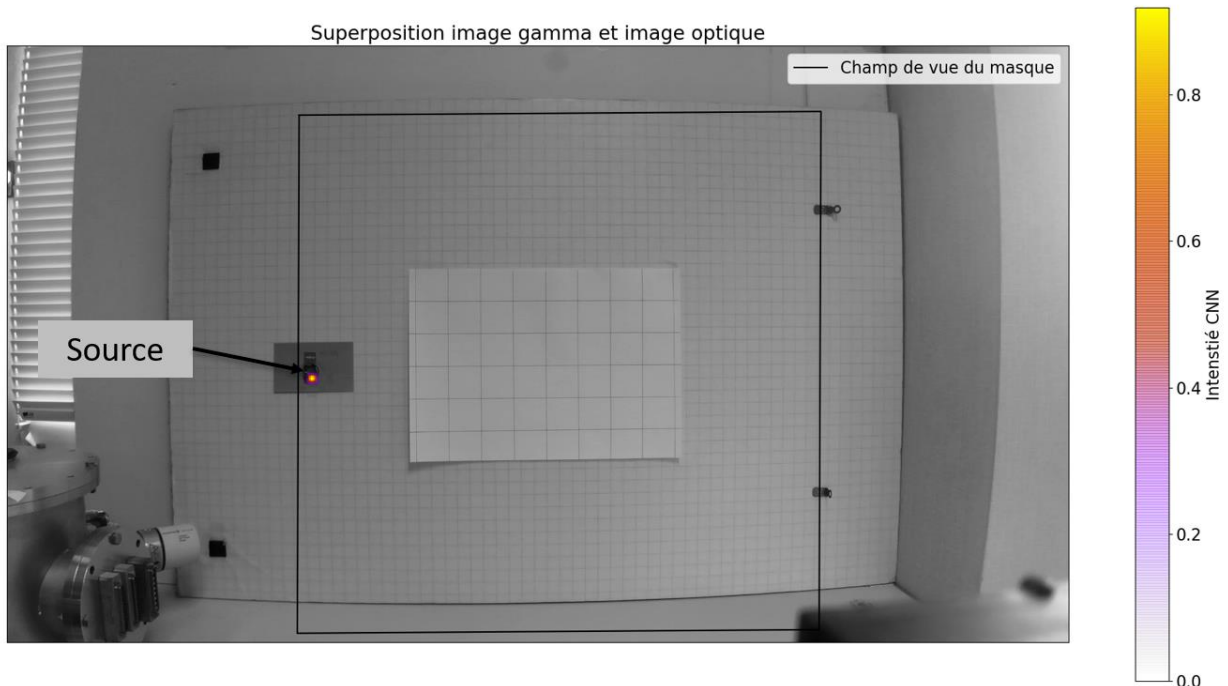 Superposition image gamma et image optique
Champ de vue du masque
Source
0.8
0.6
0.4
0.2
0.0
Intenstié CNN